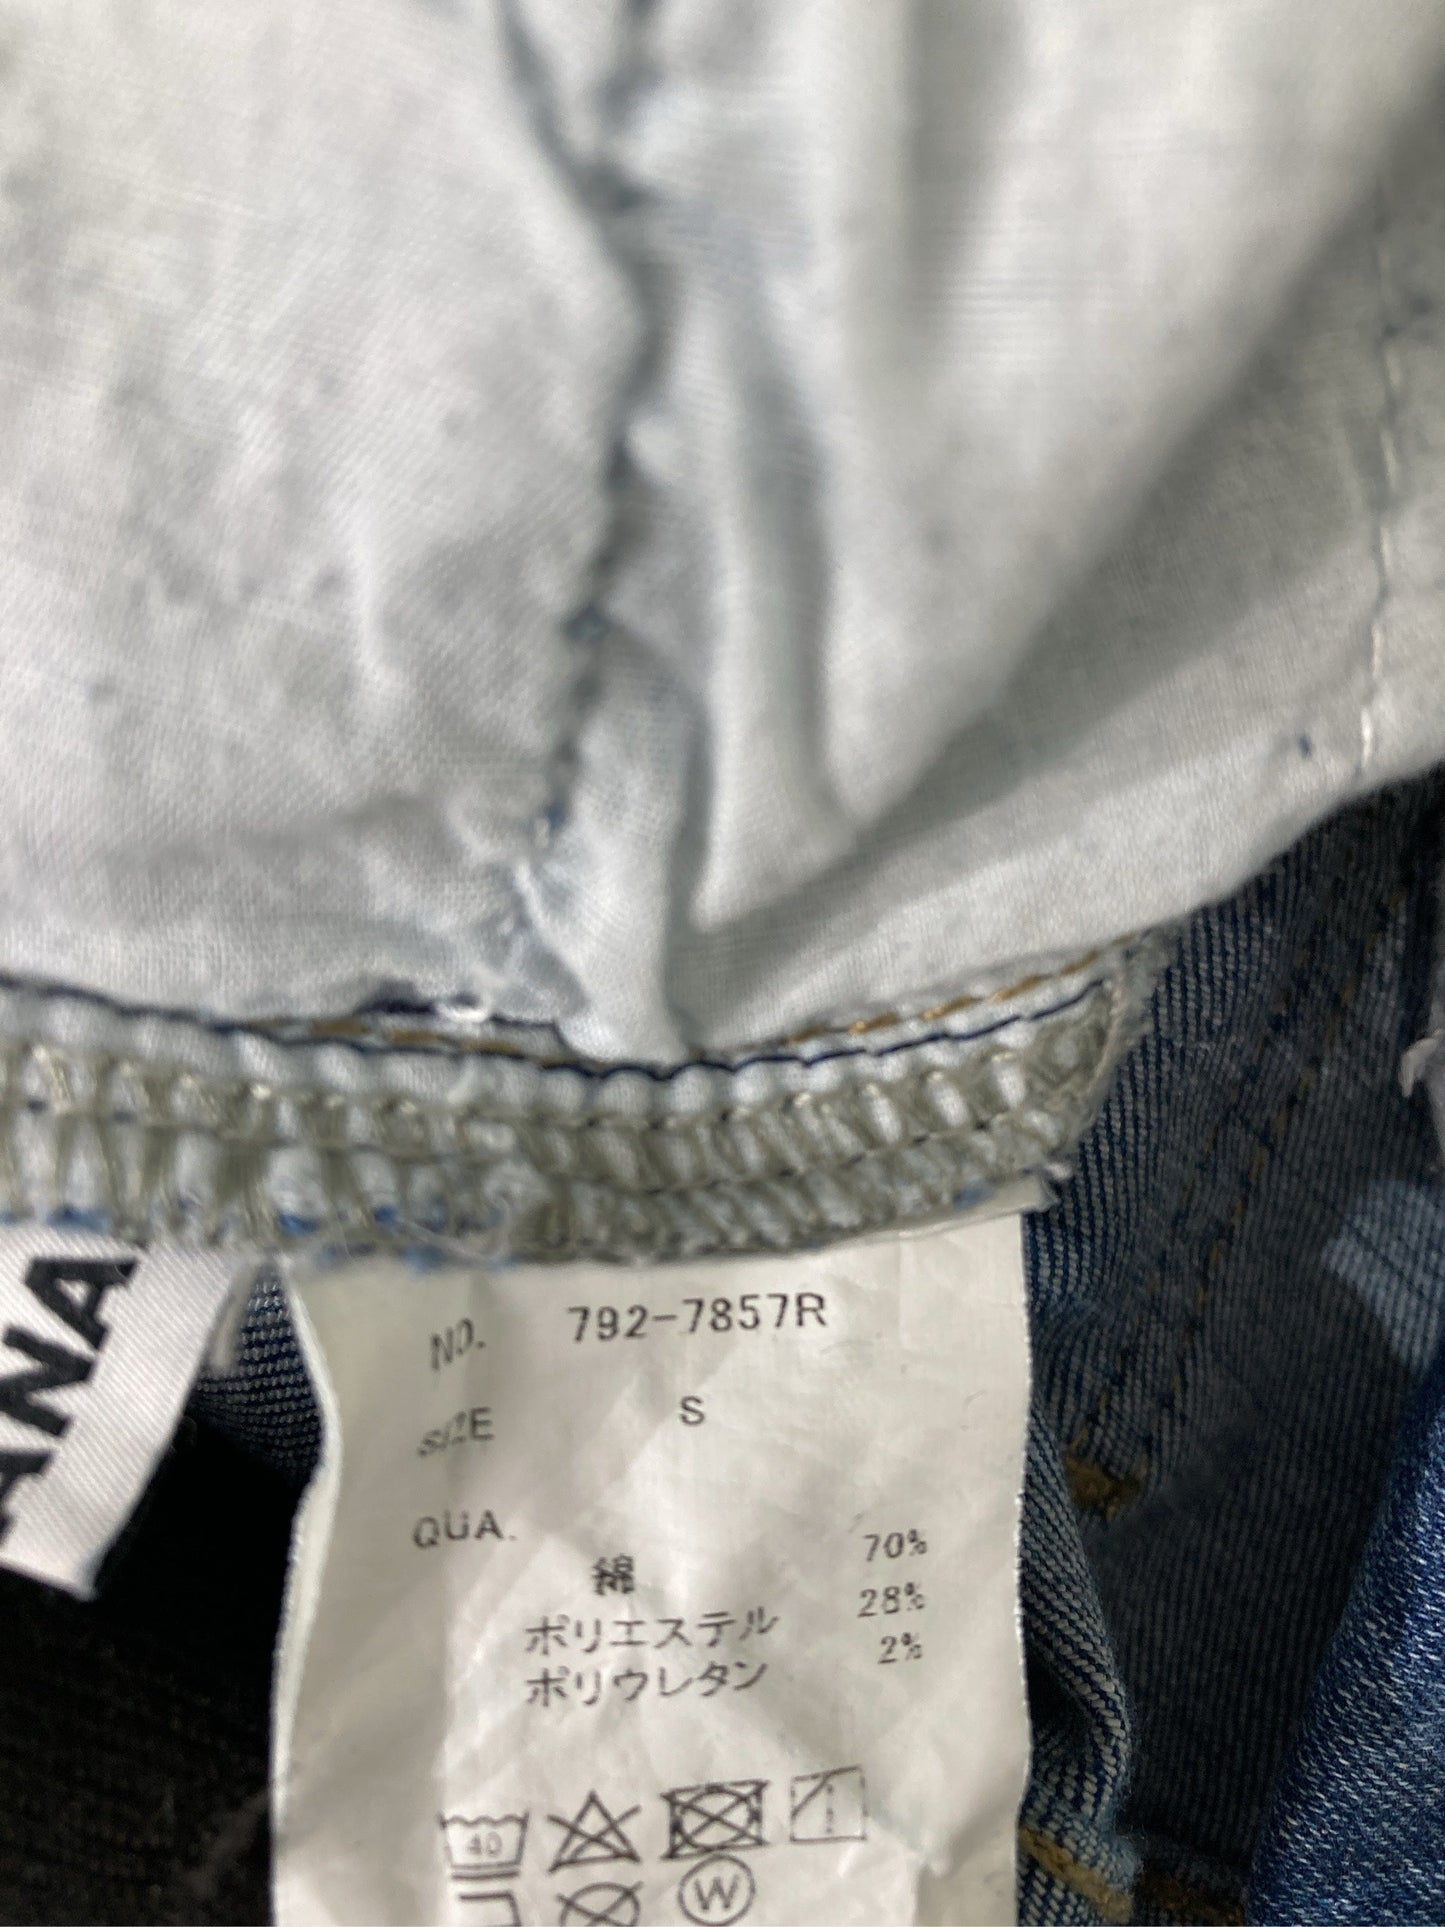 ANA
NO. 792-7857R
SIZE S
QUA.
綿 70%
ポリエステル 28%
ポリウレタン 2%
40
W